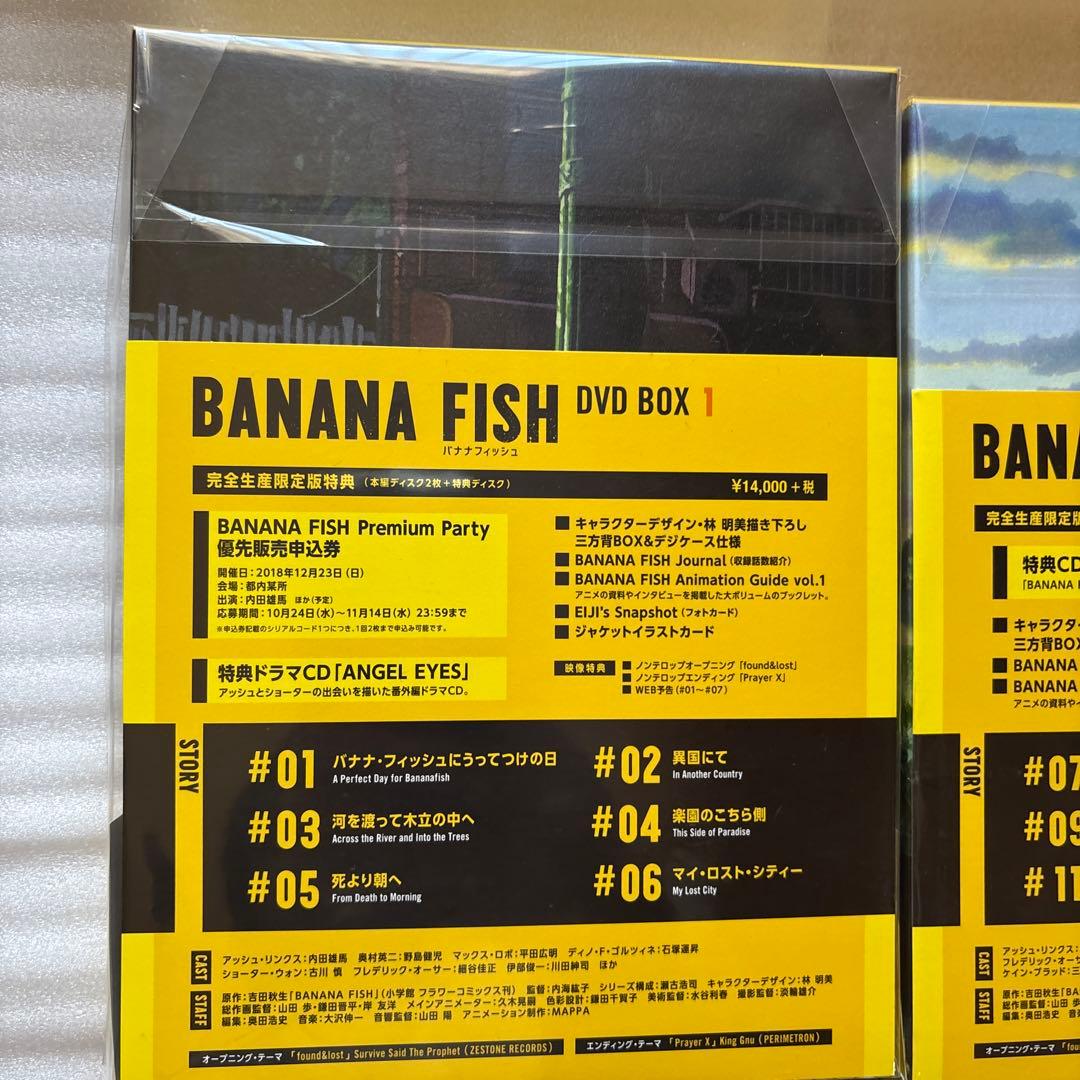 BANANA FISH DVD BOX 1
バナナフィッシュ
完全生産限定版特典（本編ディスク2枚＋特典ディスク） ¥14,000＋税
BANANA FISH Premium Party
優先販売申込券
開催日：2018年12月23日（日）
会場：都内某所
出演：内田雄馬 ほか（予定）
応募期間：10月24日（水）〜11月14日（水） 23:59まで
※申込券記載のシリアルコード1つにつき、1回2枚まで申込み可能です。
特典ドラマCD「ANGEL EYES」
アッシュとショーターの出会いを描いた番外編ドラマCD。
■ キャラクターデザイン・林 明美描き下ろし
三方背BOX＆デジケース仕様
■ BANANA FISH Journal（収録話数紹介）
■ BANANA FISH Animation Guide vol.1
アニメの資料やインタビューを掲載した大ボリュームのブックレット。
■ EIJI's Snapshot（フォトカード）
■ ジャケットイラストカード
映像特典
■ ノンテロップオープニング「found&lost」
■ ノンテロップエンディング「Prayer X」
■ WEB予告（#01〜#07）
STORY
#01 バナナ・フィッシュにうってつけの日
A Perfect Day for Bananafish
#02 異国にて
In Another Country
#03 河を渡って木立の中へ
Across the River and Into the Trees
#04 楽園のこちら側
This Side of Paradise
#05 死より朝へ
From Death to Morning
#06 マイ・ロスト・シティー
My Lost City
CAST
アッシュ・リンクス：内田雄馬 奥村英二：野島健児 マックス・ロボ：平田広明 ディノ・F・ゴルツィネ：石塚運昇
ショーター・ウォン：古川 慎 フレデリック・オーサー：細谷佳正 伊部俊一：川田紳司 ほか
STAFF
原作：吉田秋生「BANANA FISH」（小学館 フラワーコミックス刊） 監督：内海紘子 シリーズ構成：瀬古浩司 キャラクターデザイン：林 明美
総作画監督：山田 歩・鎌田晋平・岸 友洋 メインアニメーター：久木晃嗣 色彩設計：鎌田千賀子 美術監督：水谷利春 撮影監督：淡輪雄介
編集：奥田浩史 音楽：大沢伸一 音響監督：山田 陽 アニメーション制作：MAPPA
オープニング・テーマ 「found&lost」Survive Said The Prophet（ZESTONE RECORDS）
エンディング・テーマ 「Prayer X」King Gnu（PERIMETRON）
BANA
完全生産限定版
特典CD
「BANANA
■ キャラクター
三方背BO
■ BANANA
■ BANANA
アニメの資料や
STORY
#07
#09
#11
CAST
アッシュ・リンクス：
フレデリック・オーサー
ケイン・ブラッド：三
STAFF
原作：吉田秋生「BA
総作画監督：山田
編集：奥田浩史 音
オープニング・テーマ 「fou